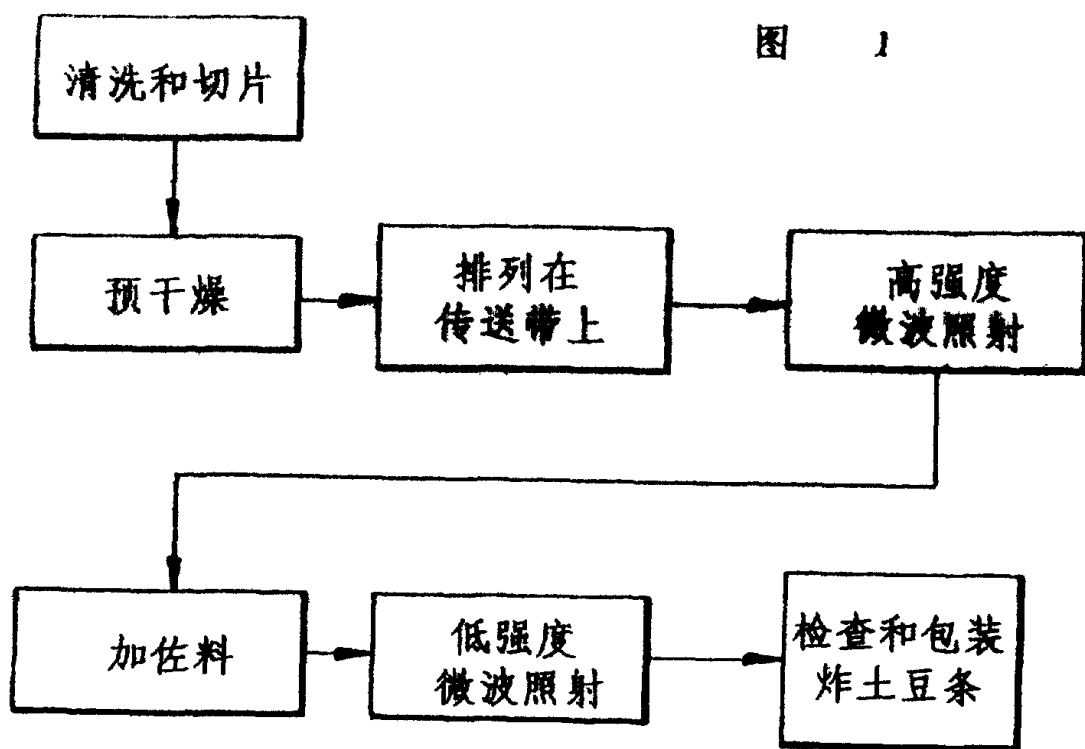 图 1
清洗和切片
预干燥
排列在
传送带上
高强度
微波照射
加佐料
低强度
微波照射
检查和包装
炸土豆条